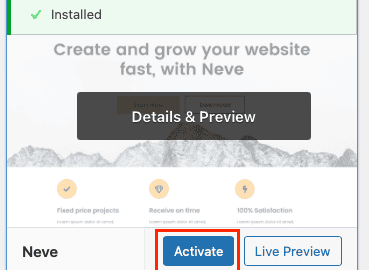 Installed
Create and grow your website
fast, with Neve
Details & Preview
Fixed price projects
Receive on time
100% Satisfaction
Neve
Activate
Live Preview